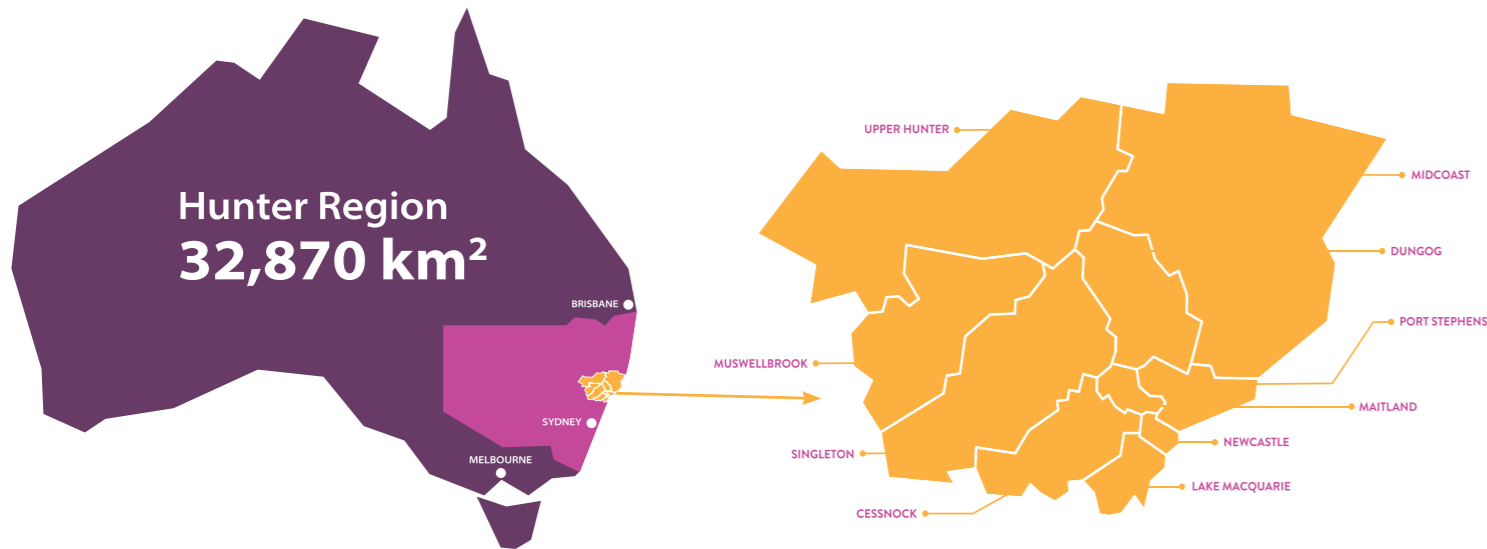 Hunter Region
32,870 km²
BRISBANE
SYDNEY
MELBOURNE
UPPER HUNTER
MIDCOAST
DUNGOG
PORT STEPHENS
MUSWELLBROOK
MAITLAND
NEWCASTLE
SINGLETON
LAKE MACQUARIE
CESSNOCK